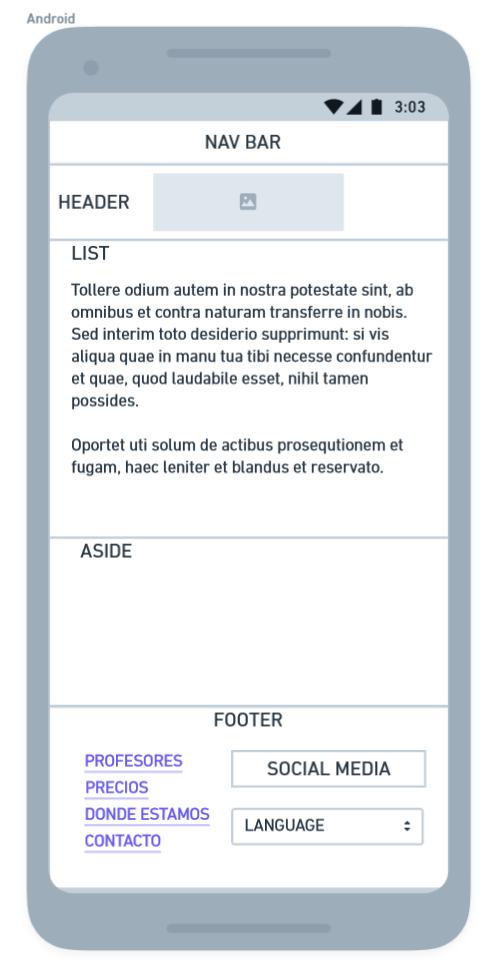 Android
3:03
NAV BAR
HEADER
LIST
Tollere odium autem in nostra potestate sint, ab
omnibus et contra naturam transferre in nobis.
Sed interim toto desiderio supprimunt: si vis
aliqua quae in manu tua tibi necesse confundentur
et quae, quod laudabile esset, nihil tamen
possides.
Oportet uti solum de actibus prosequtionem et
fugam, haec leniter et blandus et reservato.
ASIDE
FOOTER
PROFESORES
PRECIOS
DONDE ESTAMOS
CONTACTO
SOCIAL MEDIA
LANGUAGE